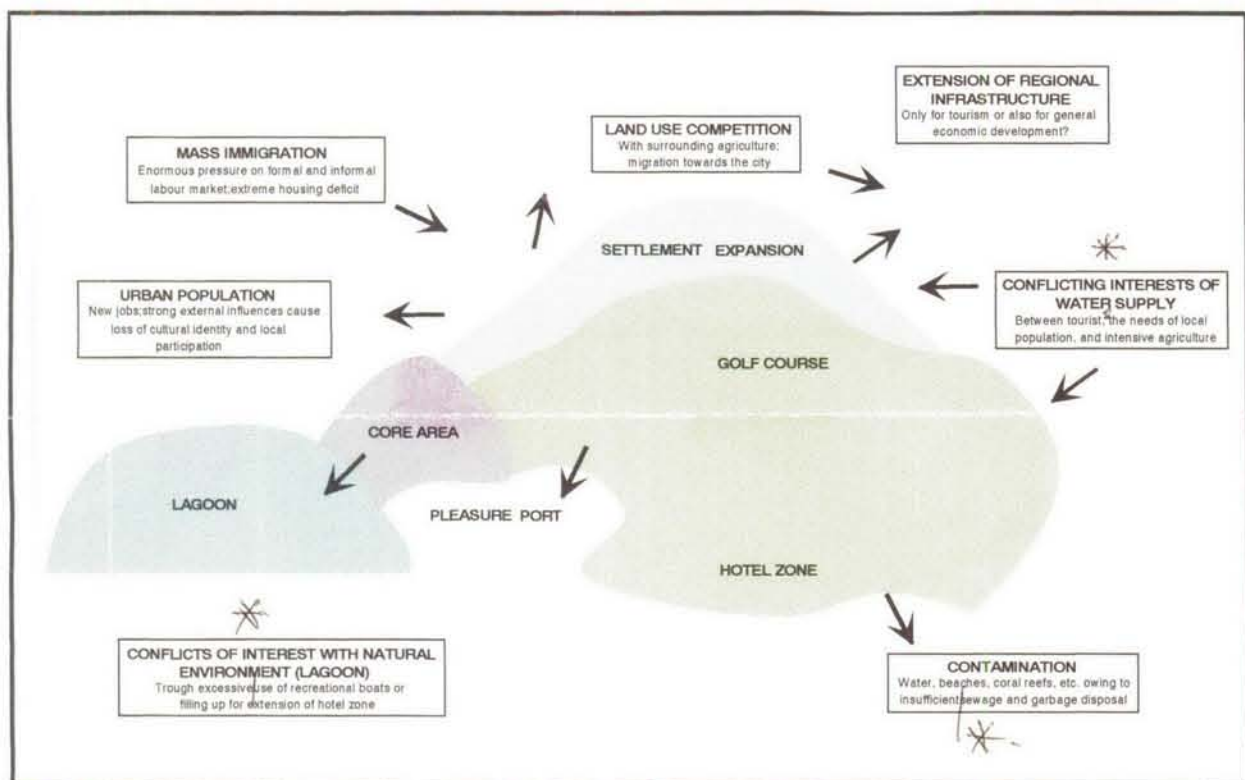 EXTENSION OF REGIONAL
INFRASTRUCTURE
Only for tourism or also for general
economic development?
LAND USE COMPETITION
With surrounding agriculture;
migration towards the city
MASS IMMIGRATION
Enormous pressure on formal and informal
labour market;extreme housing deficit
SETTLEMENT EXPANSION
URBAN POPULATION
New jobs;strong external influences cause
loss of cultural identity and local
participation
CONFLICTING INTERESTS OF
WATER SUPPLY
Between tourist, the needs of local
population, and intensive agriculture
GOLF COURSE
CORE AREA
LAGOON
PLEASURE PORT
HOTEL ZONE
CONFLICTS OF INTEREST WITH NATURAL
ENVIRONMENT (LAGOON)
Trough excessive use of recreational boats or
filling up for extension of hotel zone
CONTAMINATION
Water, beaches, coral reefs, etc. owing to
insufficient sewage and garbage disposal